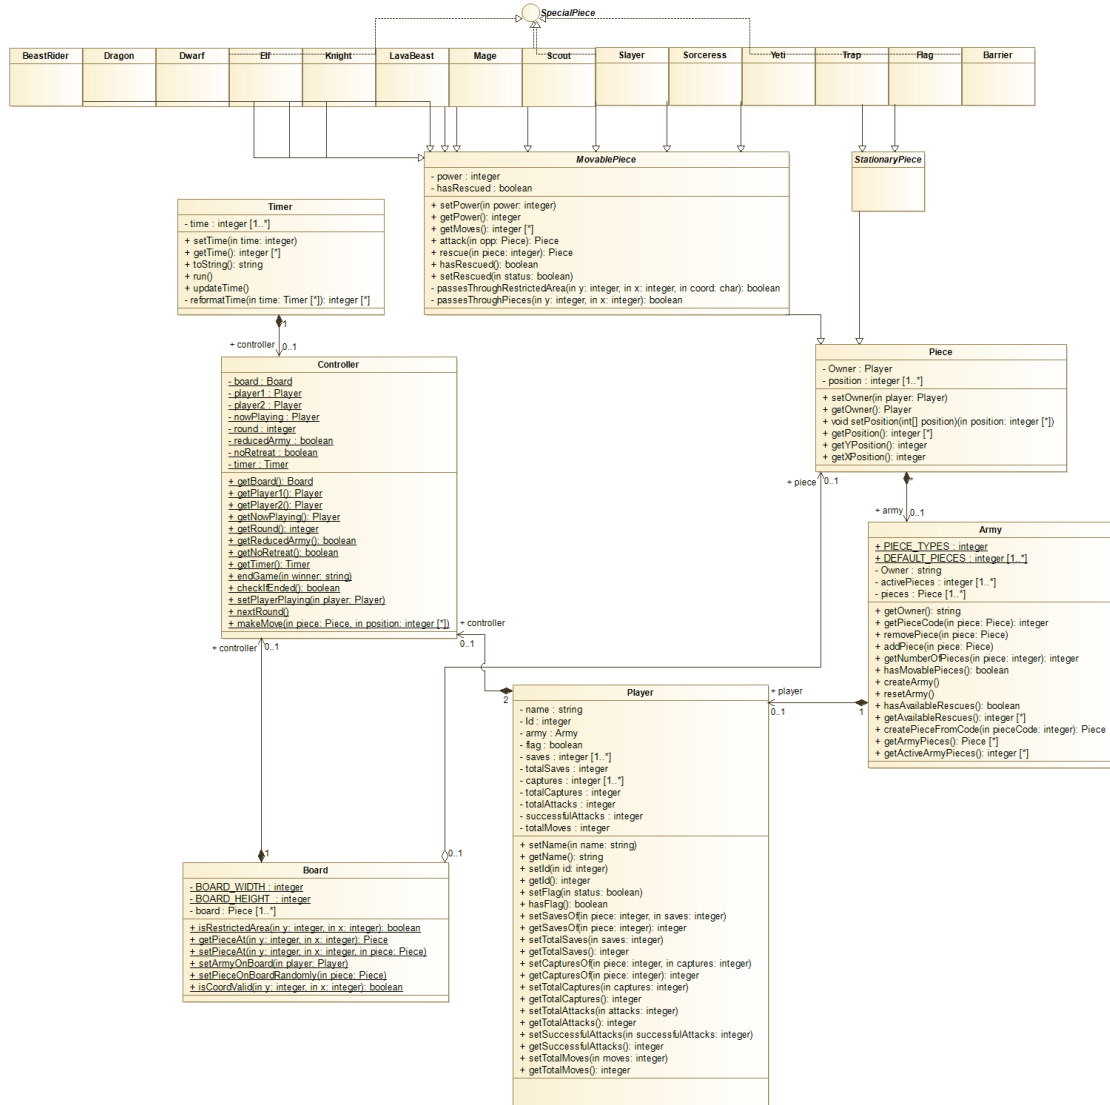 SpecialPiece
BeastRider
Dragon
Dwarf
Elf
Knight
LavaBeast
Mage
Scout
Slayer
Sorceress
Yeti
Trap
Flag
Barrier
MovablePiece
- power : integer
- hasRescued : boolean
+ setPower(in power: integer)
+ getPower(): integer
+ getMoves(): integer [*]
+ attack(in opp: Piece): Piece
+ rescue(in piece: integer): Piece
+ hasRescued(): boolean
+ setRescued(in status: boolean)
- passesThroughRestrictedArea(in y: integer, in x: integer, in coord: char): boolean
- passesThroughPieces(in y: integer, in x: integer): boolean
StationaryPiece
Timer
- time : integer [1..*]
+ setTime(in time: integer)
+ getTime(): integer [*]
+ toString(): string
+ run()
+ updateTime()
- reformatTime(in time: Timer [*]): integer [*]
1
+ controller
0..1
Controller
- board : Board
- player1 : Player
- player2 : Player
- nowPlaying : Player
- round : integer
- reducedArmy : boolean
- noRetreat : boolean
- timer : Timer
+ getBoard(): Board
+ getPlayer1(): Player
+ getPlayer2(): Player
+ getNowPlaying(): Player
+ getRound(): integer
+ getReducedArmy(): boolean
+ getNoRetreat(): boolean
+ getTimer(): Timer
+ endGame(in winner: string)
+ checkIfEnded(): boolean
+ setPlayerPlaying(in player: Player)
+ nextRound()
+ makeMove(in piece: Piece, in position: integer [*])
+ controller
0..1
+ controller
0..1
Piece
- Owner : Player
- position : integer [1..*]
+ setOwner(in player: Player)
+ getOwner(): Player
+ void setPosition(int[] position)(in position: integer [*])
+ getPosition(): integer [*]
+ getYPosition(): integer
+ getXPosition(): integer
+ piece
0..1
*
+ army
0..1
Army
+ PIECE_TYPES : integer
+ DEFAULT_PIECES : integer [1..*]
- Owner : string
- activePieces : integer [1..*]
- pieces : Piece [1..*]
+ getOwner(): string
+ getPieceCode(in piece: Piece): integer
+ removePiece(in piece: Piece)
+ addPiece(in piece: Piece)
+ getNumberOfPieces(in piece: integer): integer
+ hasMovablePieces(): boolean
+ createArmy()
+ resetArmy()
+ hasAvailableRescues(): boolean
+ getAvailableRescues(): integer [*]
+ createPieceFromCode(in pieceCode: integer): Piece
+ getArmyPieces(): Piece [*]
+ getActiveArmyPieces(): integer [*]
2
+ player
0..1
1
Player
- name : string
- Id : integer
- army : Army
- flag : boolean
- saves : integer [1..*]
- totalSaves : integer
- captures : integer [1..*]
- totalCaptures : integer
- totalAttacks : integer
- successfulAttacks : integer
- totalMoves : integer
+ setName(in name: string)
+ getName(): string
+ setId(in id: integer)
+ getId(): integer
+ setFlag(in status: boolean)
+ hasFlag(): boolean
+ setSavesOf(in piece: integer, in saves: integer)
+ getSavesOf(in piece: integer): integer
+ setTotalSaves(in saves: integer)
+ getTotalSaves(): integer
+ setCapturesOf(in piece: integer, in captures: integer)
+ getCapturesOf(in piece: integer): integer
+ setTotalCaptures(in captures: integer)
+ getTotalCaptures(): integer
+ setTotalAttacks(in attacks: integer)
+ getTotalAttacks(): integer
+ setSuccessfulAttacks(in successfulAttacks: integer)
+ getSuccessfulAttacks(): integer
+ setTotalMoves(in moves: integer)
+ getTotalMoves(): integer
1
0..1
Board
- BOARD_WIDTH : integer
- BOARD_HEIGHT : integer
- board : Piece [1..*]
+ isRestrictedArea(in y: integer, in x: integer): boolean
+ getPieceAt(in y: integer, in x: integer): Piece
+ setPieceAt(in y: integer, in x: integer, in piece: Piece)
+ setArmyOnBoard(in player: Player)
+ setPieceOnBoardRandomly(in piece: Piece)
+ isCoordValid(in y: integer, in x: integer): boolean